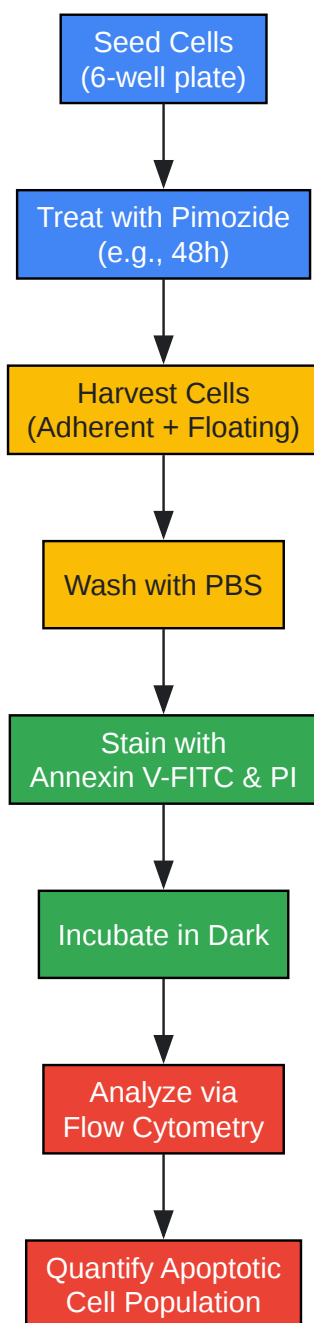 Seed Cells
(6-well plate)
Treat with Pimozide
(e.g., 48h)
Harvest Cells
(Adherent + Floating)
Wash with PBS
Stain with
Annexin V-FITC & PI
Incubate in Dark
Analyze via
Flow Cytometry
Quantify Apoptotic
Cell Population